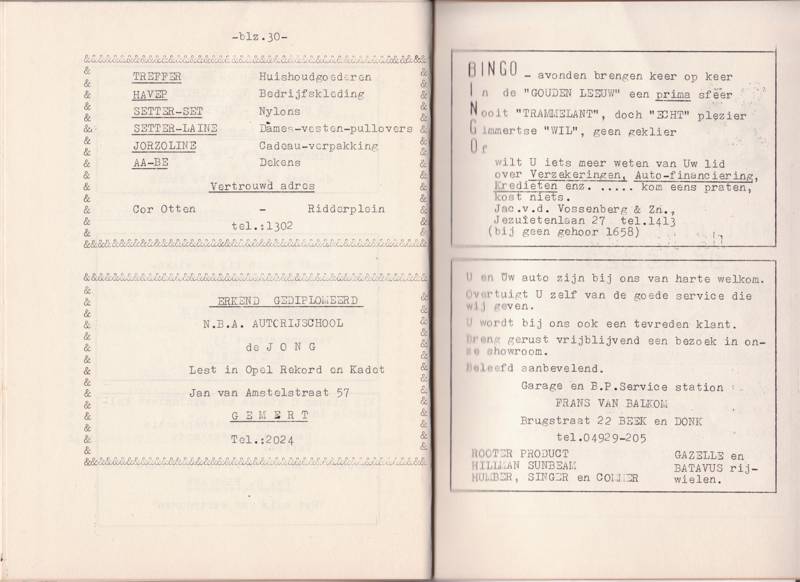 -blz.30-
TREFFER Huishoudgoederen
HAVEP Bedrijfskleding
SETTER-SET Nylons
SETTER-LAINE Dames-vesten-pullovers
JORZOLINE Cadeau-verpakking
AA-BE Dekens
Vertrouwd adres
Cor Otten - Ridderplein
tel.:1302
ERKEND GEDIPLOMEERD
N.B.A. AUTORIJSCHOOL
de J O N G
Lest in Opel Rekord en Kadet
Jan van Amstelstraat 57
G E M E R T
Tel.:2024
BINGO - avonden brengen keer op keer
In de "GOUDEN LEEUW" een prima sfeer
Nooit "TRAMMELANT", doch "ECHT" plezier
Gimmertse "WIL", geen geklier
Of
wilt U iets meer weten van Uw lid
over Verzekeringen, Auto-financiering,
Kredieten enz. ..... kom eens praten,
kost niets.
Jac.v.d. Vossenberg & Zn.,
Jezuïetenlaan 27 tel.1413
(bij geen gehoor 1658)
U en Uw auto zijn bij ons van harte welkom.
Overtuigt U zelf van de goede service die
wij geven.
U wordt bij ons ook een tevreden klant.
Breng gerust vrijblijvend een bezoek in on-
ze showroom.
Beleefd aanbevelend.
Garage en B.P.Service station
FRANS VAN BALKOM
Brugstraat 22 BEEK en DONK
tel.04929-205
ROOTER PRODUCT GAZELLE en
HILLMAN SUNBEAM BATAVUS rij-
HUMBER, SINGER en COMMER wielen.